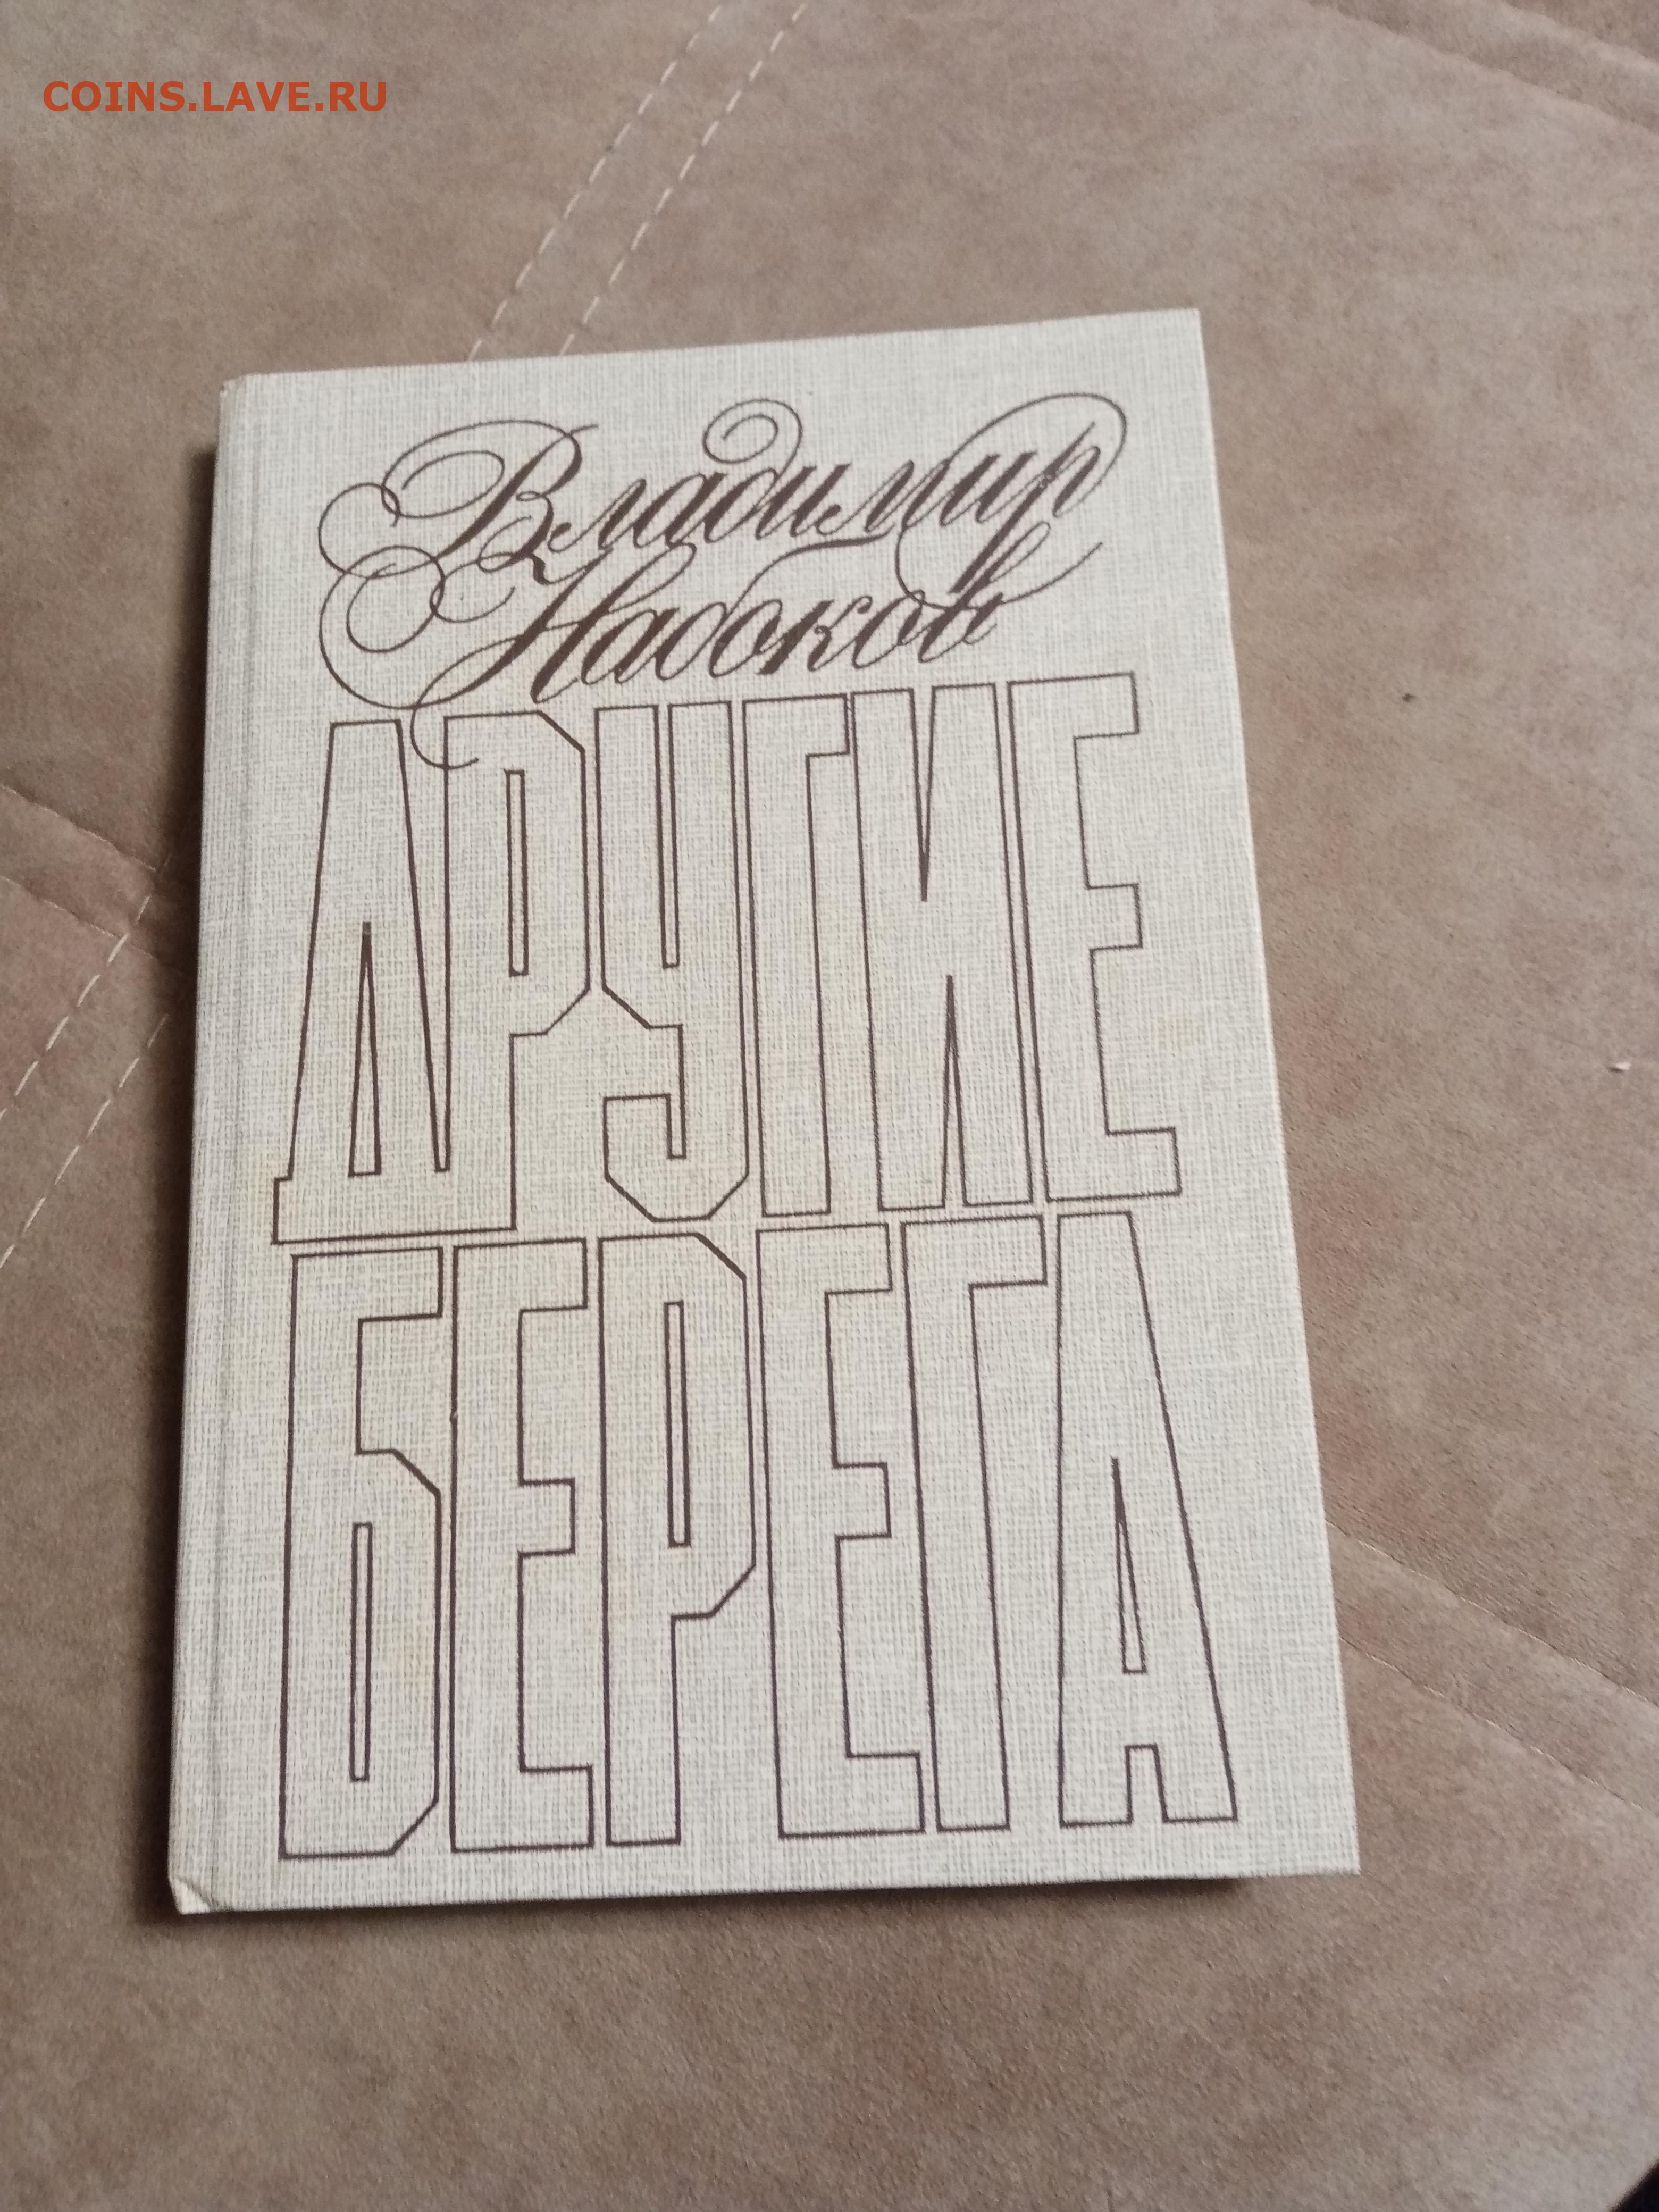 COINS.LAVE.RU
Владимир
Набоков
ДРУГИЕ
БЕРЕГА